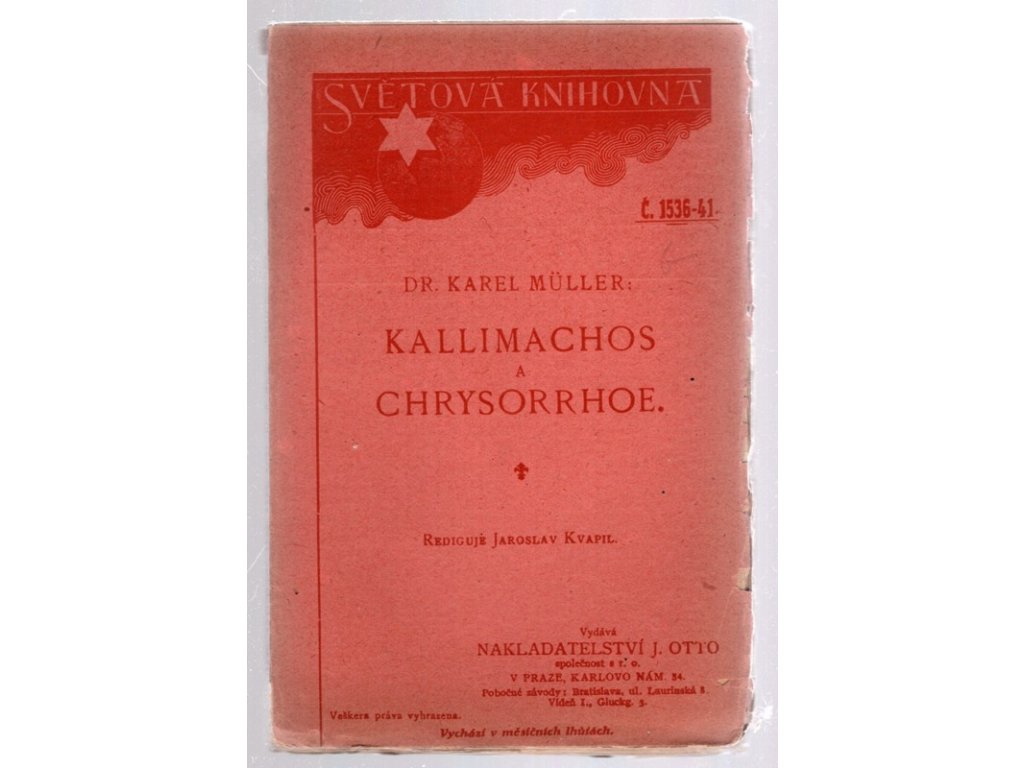 SVĚTOVÁ KNIHOVNA
Č. 1536-41.
DR. KAREL MÜLLER:
KALLIMACHOS
A
CHRYSORRHOE.
REDIGUJE JAROSLAV KVAPIL.
Vydává
NAKLADATELSTVÍ J. OTTO
společnost s r. o.
V PRAZE, KARLOVO NÁM. 34.
Pobočné závody: Bratislava, ul. Laurinská 8.
Vídeň I., Gluckg. 3.
Veškera práva vyhrazena.
Vychází v měsíčních lhůtách.